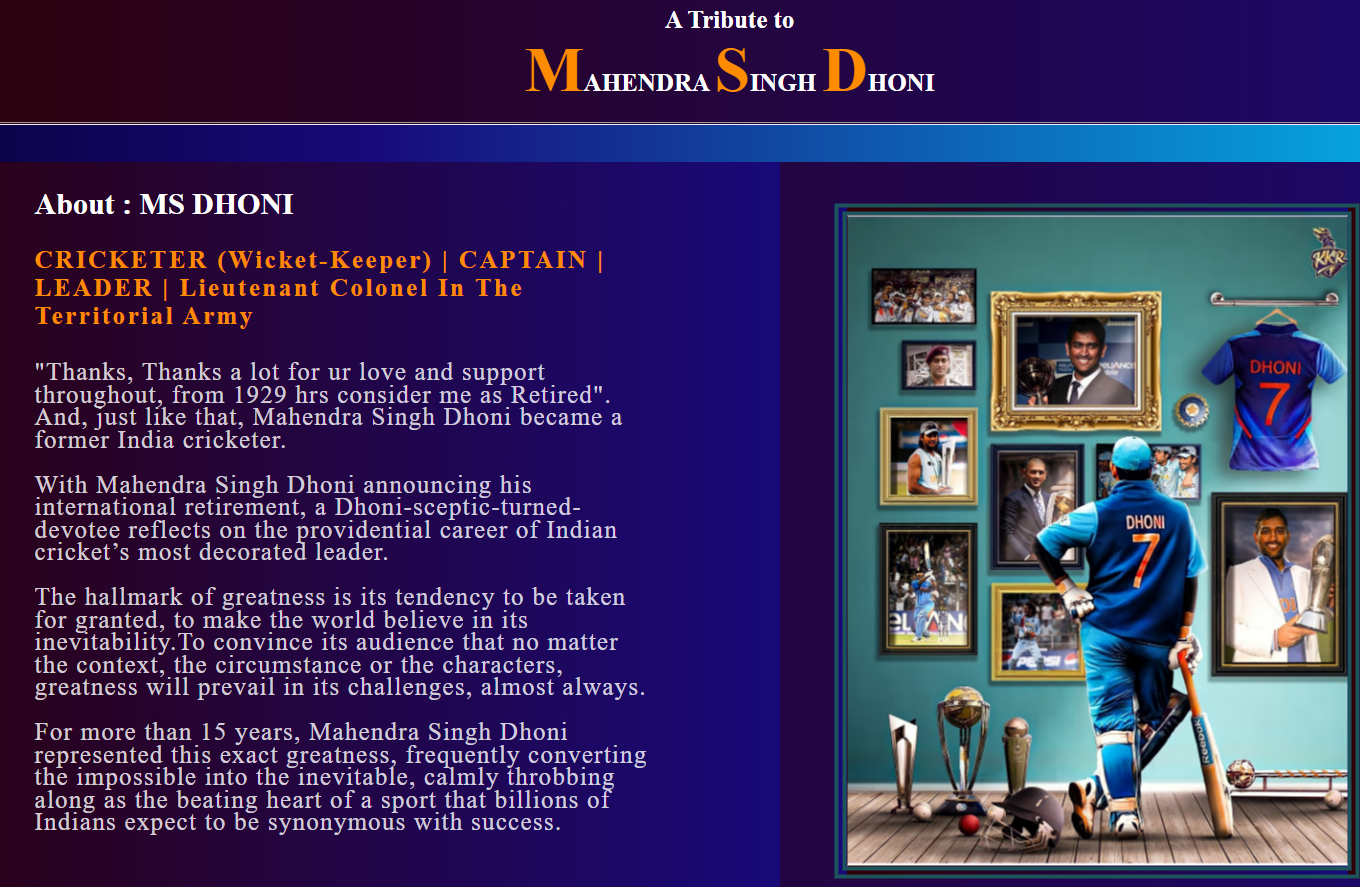 A Tribute to
MAHENDRA SINGH DHONI
About : MS DHONI
CRICKETER (Wicket-Keeper) | CAPTAIN |
LEADER | Lieutenant Colonel In The
Territorial Army
"Thanks, Thanks a lot for ur love and support
throughout, from 1929 hrs consider me as Retired".
And, just like that, Mahendra Singh Dhoni became a
former India cricketer.
With Mahendra Singh Dhoni announcing his
international retirement, a Dhoni-sceptic-turned-
devotee reflects on the providential career of Indian
cricket’s most decorated leader.
The hallmark of greatness is its tendency to be taken
for granted, to make the world believe in its
inevitability.To convince its audience that no matter
the context, the circumstance or the characters,
greatness will prevail in its challenges, almost always.
For more than 15 years, Mahendra Singh Dhoni
represented this exact greatness, frequently converting
the impossible into the inevitable, calmly throbbing
along as the beating heart of a sport that billions of
Indians expect to be synonymous with success.
KKR
DHONI
7
DHONI
7
PEPSI
Reebok